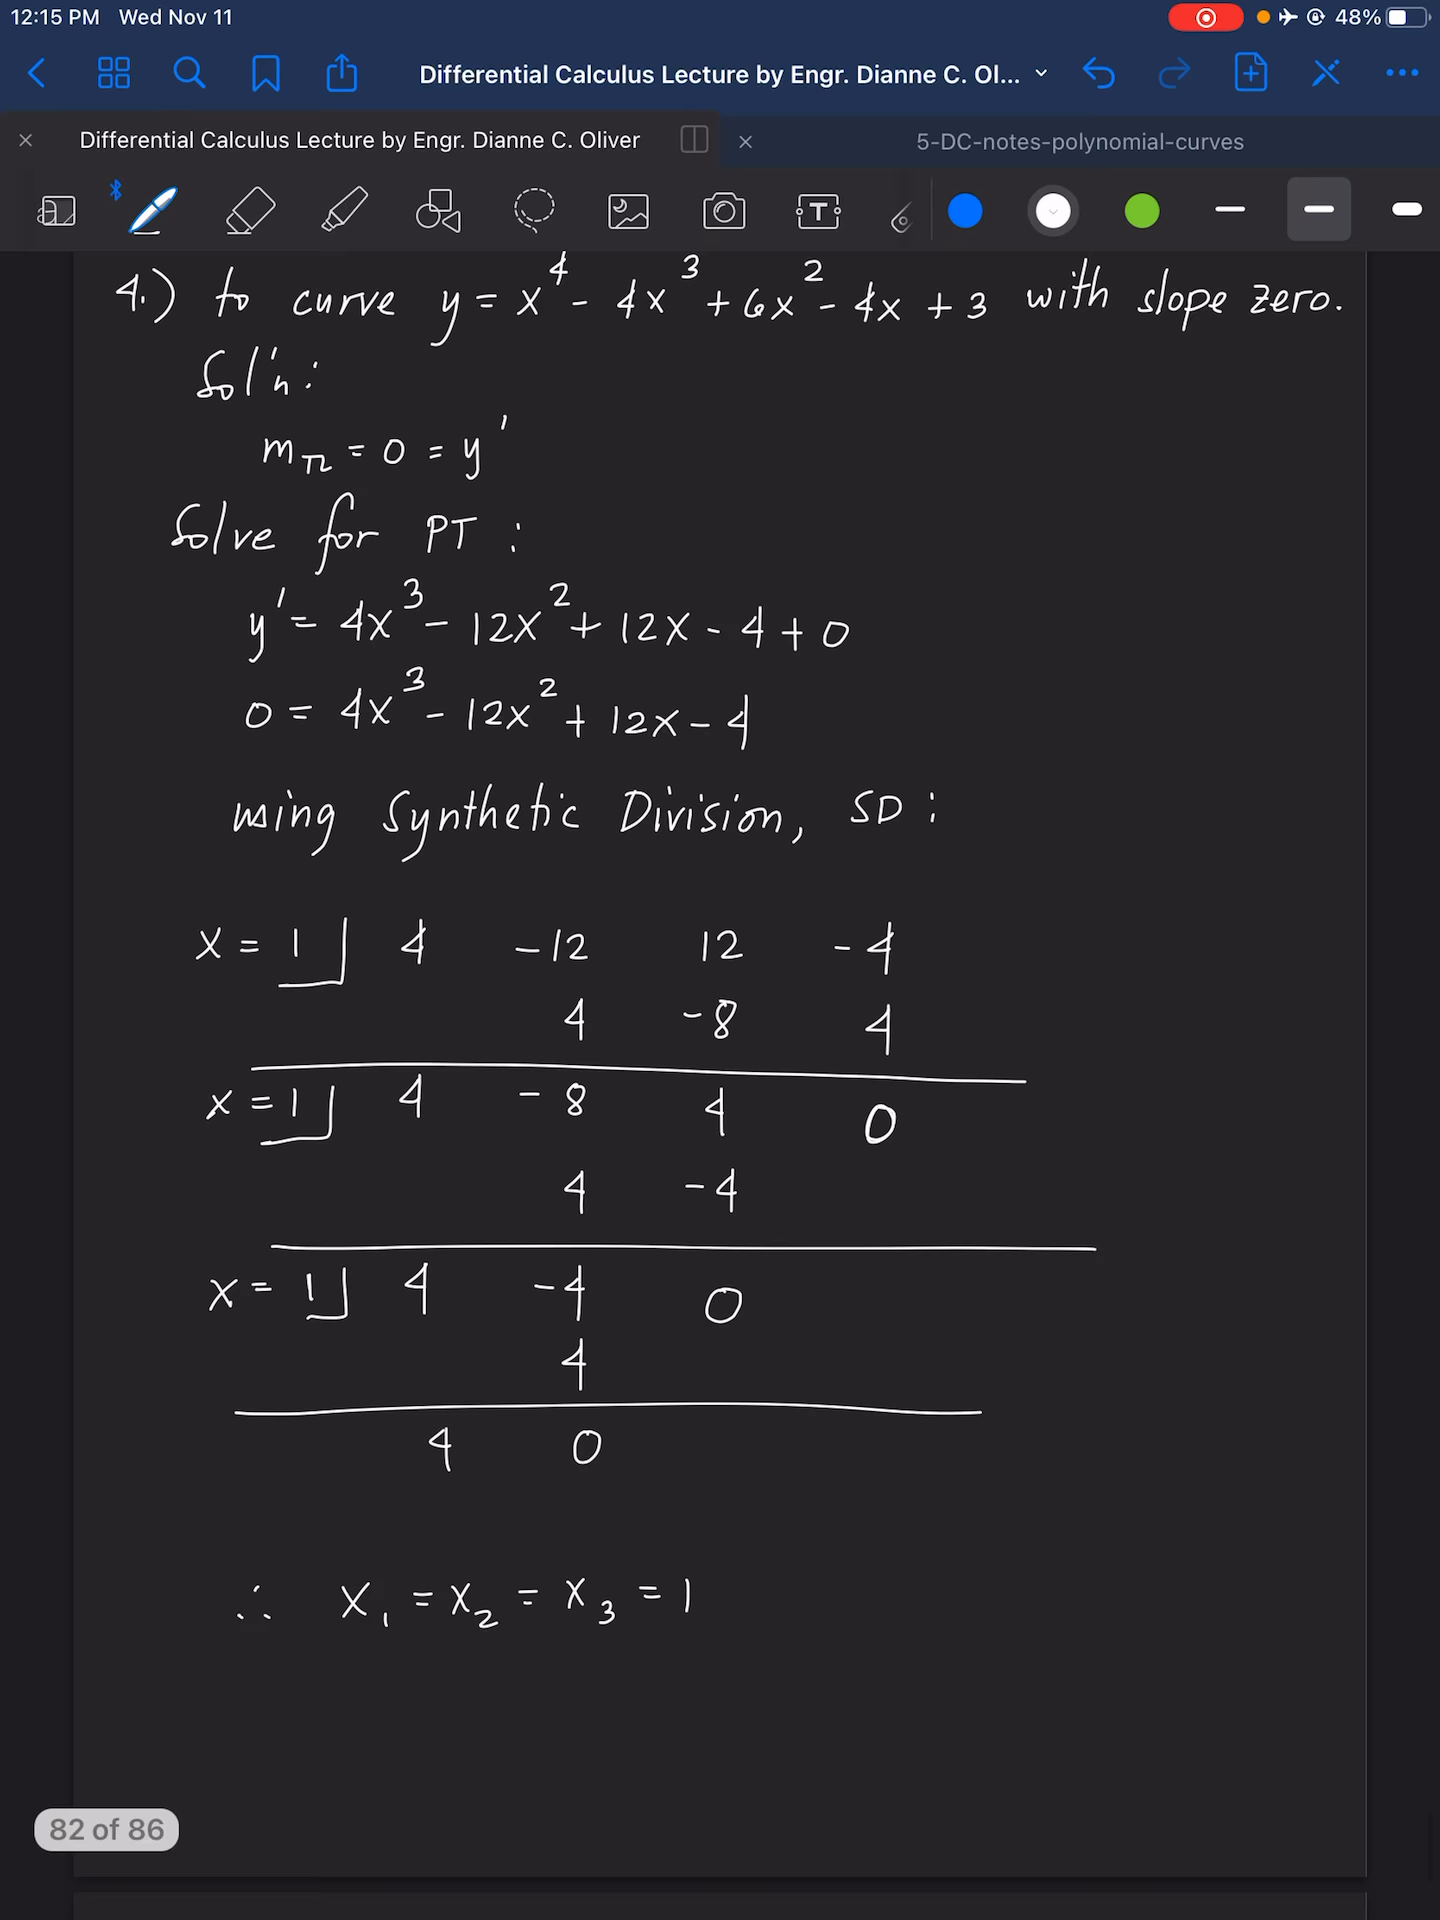 12:15 PM Wed Nov 11 48%
Differential Calculus Lecture by Engr. Dianne C. Ol...
Differential Calculus Lecture by Engr. Dianne C. Oliver
5-DC-notes-polynomial-curves
4.) to curve y = x⁴ - 4x³ + 6x² - 4x + 3 with slope zero.
Sol'n:
m_TL = 0 = y'
Solve for PT :
y' = 4x³ - 12x² + 12x - 4 + 0
0 = 4x³ - 12x² + 12x - 4
using Synthetic Division, SD :
x = 1 4 -12 12 -4
4 -8 4
x = 1 4 -8 4 0
4 -4
x = 1 4 -4 0
4
4 0
∴ x₁ = x₂ = x₃ = 1
82 of 86